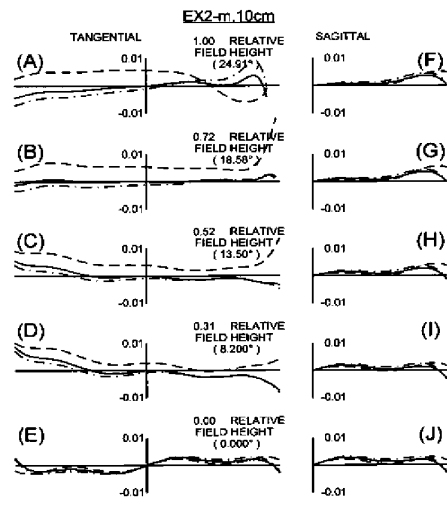 EX2-m,10cm
TANGENTIAL
SAGITTAL
(A)
0.01
-0.01
1.00 RELATIVE
FIELD HEIGHT
(24.91°)
0.01
-0.01
(F)
(B)
0.01
-0.01
0.72 RELATIVE
FIELD HEIGHT
(18.58°)
0.01
-0.01
(G)
(C)
0.01
-0.01
0.52 RELATIVE
FIELD HEIGHT
(13.50°)
0.01
-0.01
(H)
(D)
0.01
-0.01
0.31 RELATIVE
FIELD HEIGHT
(8.200°)
0.01
-0.01
(I)
(E)
0.01
-0.01
0.00 RELATIVE
FIELD HEIGHT
(0.000°)
0.01
-0.01
(J)